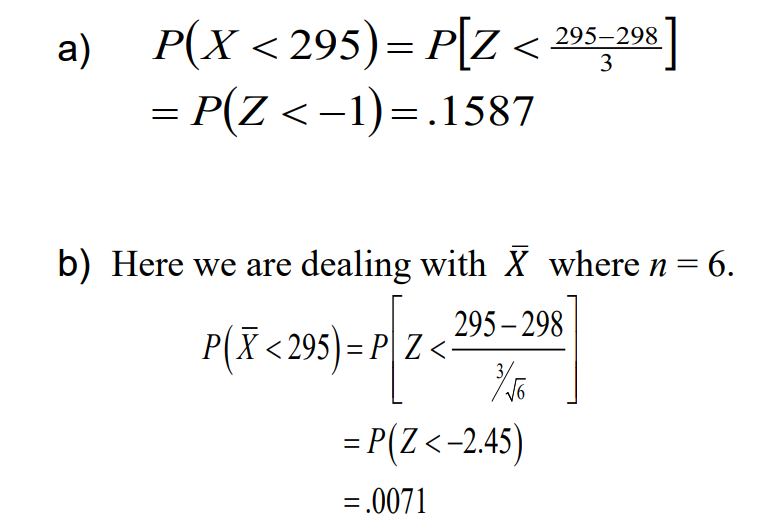 a) P(X < 295) = P[Z < (295–298)/3]
= P(Z < –1) = .1587
b) Here we are dealing with X̄ where n = 6.
P(X̄ < 295) = P[Z < (295 – 298)/(3/√6)]
= P(Z < –2.45)
= .0071